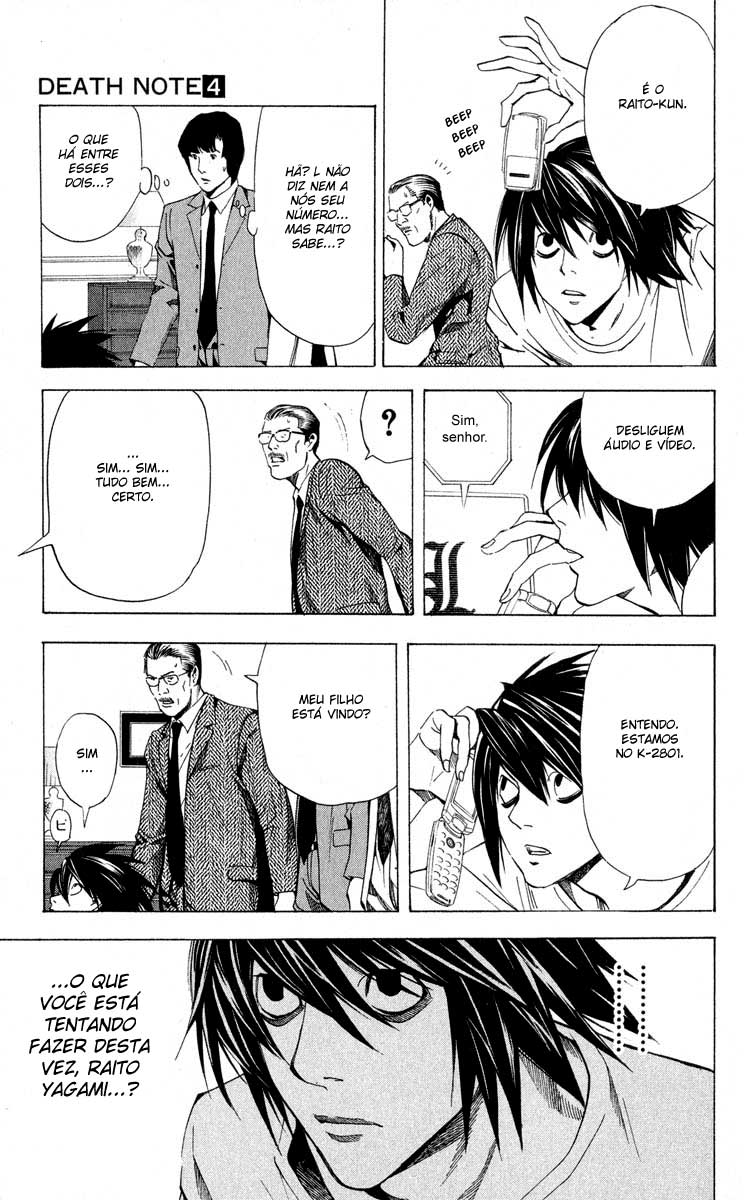 DEATH NOTE 4
É O
RAITO-KUN.
BEEP
BEEP
BEEP
HÃ? L NÃO
DIZ NEM A
NÓS SEU
NÚMERO...
MAS RAITO
SABE...?
O QUE
HÁ ENTRE
ESSES
DOIS...?
DESLIGUEM
ÁUDIO E VÍDEO.
Sim,
senhor.
L
?
...
SIM... SIM...
TUDO BEM...
CERTO.
ENTENDO.
ESTAMOS
NO K-2801.
MEU FILHO
ESTÁ VINDO?
SIM
...
ピ
...O QUE
VOCÊ ESTÁ
TENTANDO
FAZER DESTA
VEZ, RAITO
YAGAMI...?